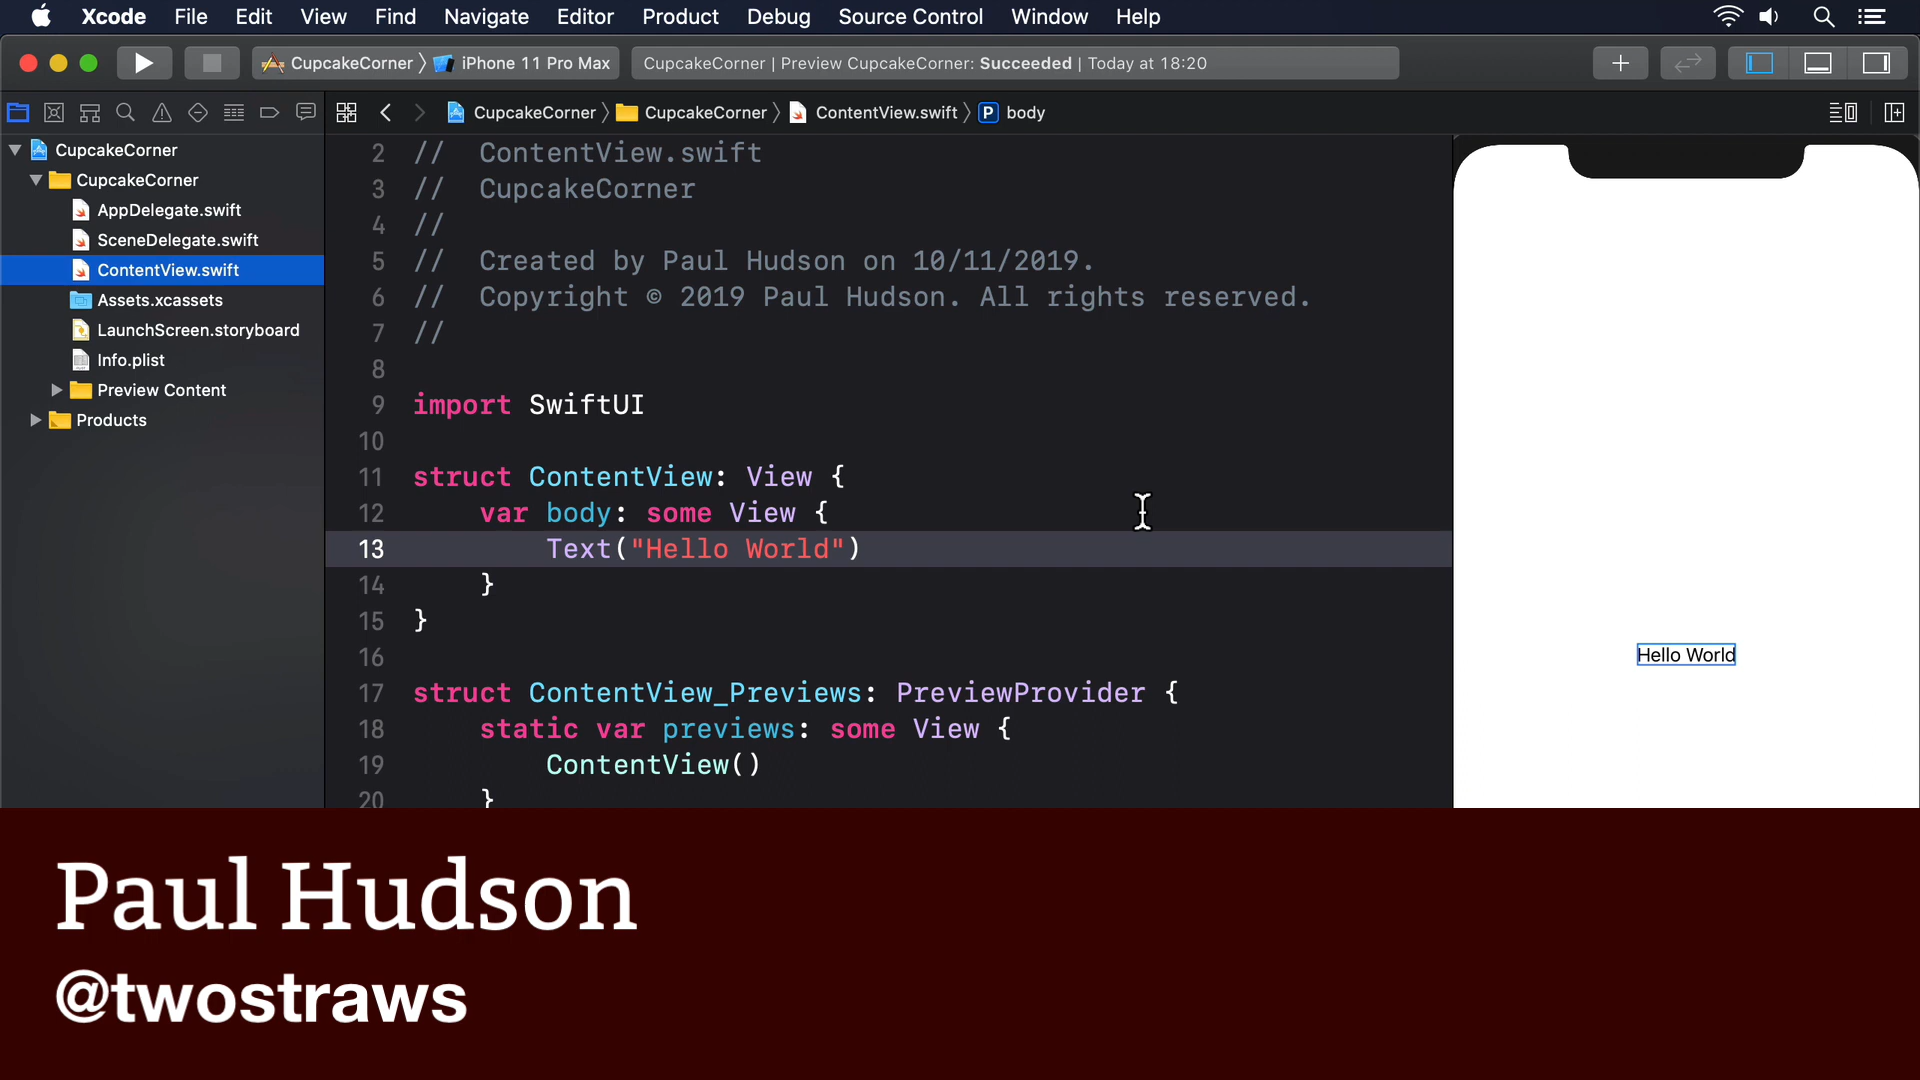 Xcode File Edit View Find Navigate Editor Product Debug Source Control Window Help
CupcakeCorner iPhone 11 Pro Max
CupcakeCorner | Preview CupcakeCorner: Succeeded | Today at 18:20
CupcakeCorner CupcakeCorner ContentView.swift P body
CupcakeCorner
CupcakeCorner
AppDelegate.swift
SceneDelegate.swift
ContentView.swift
Assets.xcassets
LaunchScreen.storyboard
Info.plist
Preview Content
Products
2 // ContentView.swift
3 // CupcakeCorner
4 //
5 // Created by Paul Hudson on 10/11/2019.
6 // Copyright © 2019 Paul Hudson. All rights reserved.
7 //
8
9 import SwiftUI
10
11 struct ContentView: View {
12 var body: some View {
13 Text("Hello World")
14 }
15 }
16
17 struct ContentView_Previews: PreviewProvider {
18 static var previews: some View {
19 ContentView()
20 }
Hello World
Paul Hudson
@twostraws